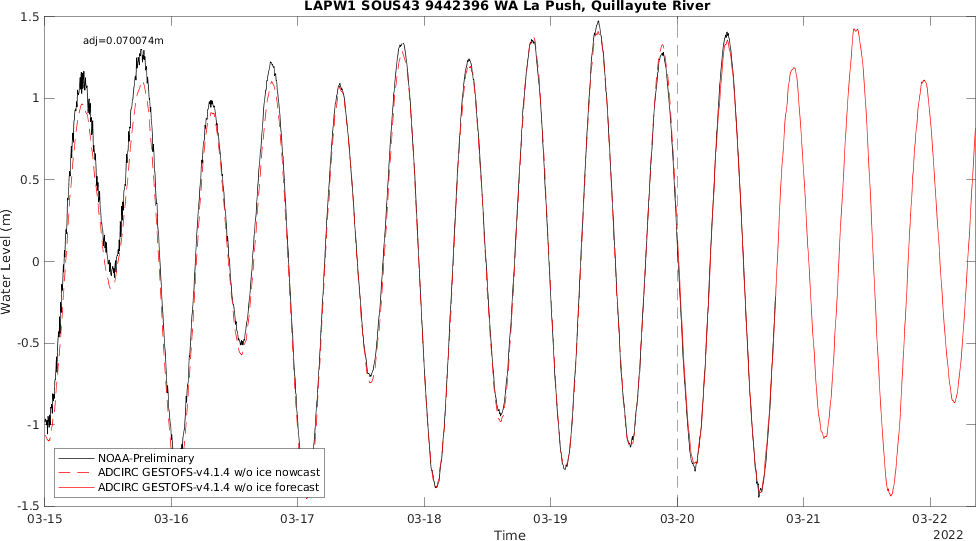 LAPW1 SOUS43 9442396 WA La Push, Quillayute River
adj=0.070074m
1.5
1
0.5
0
-0.5
-1
-1.5
Water Level (m)
NOAA-Preliminary
ADCIRC GESTOFS-v4.1.4 w/o ice nowcast
ADCIRC GESTOFS-v4.1.4 w/o ice forecast
03-15 03-16 03-17 03-18 03-19 03-20 03-21 03-22
Time
2022